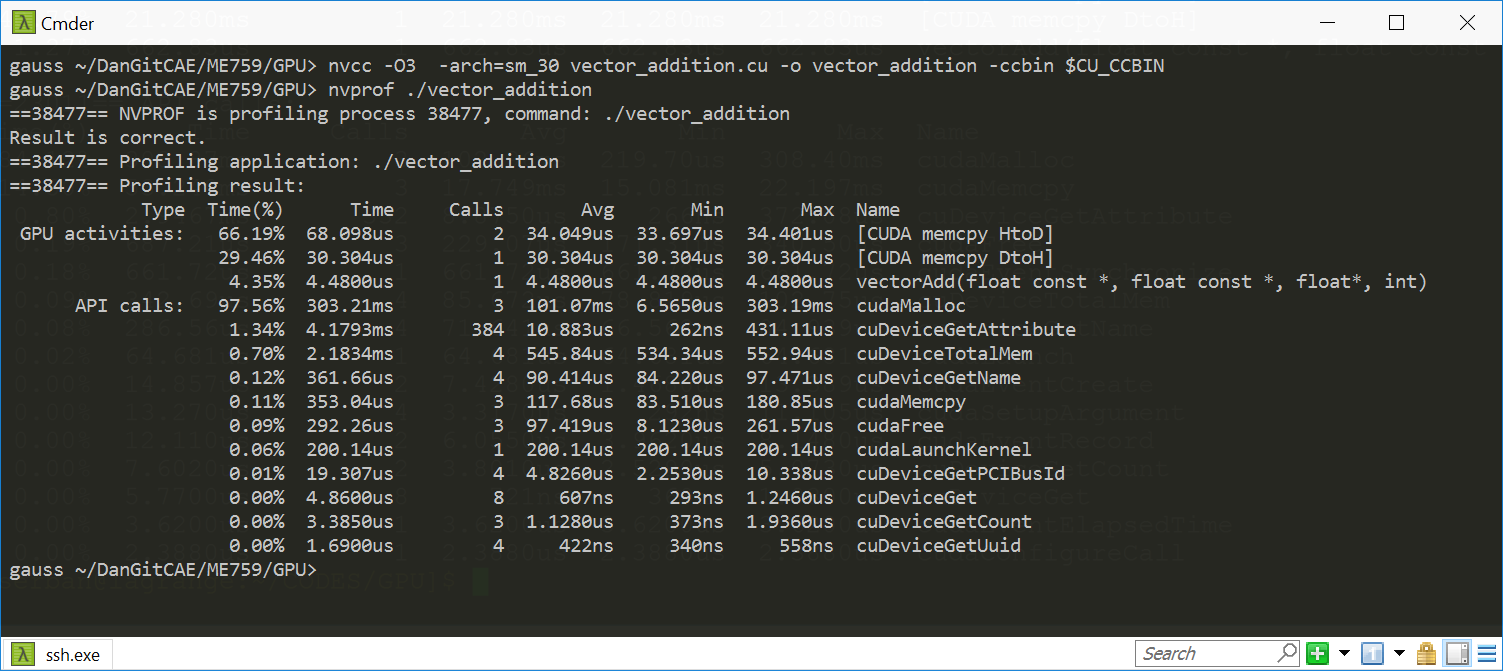 Cmder
gauss ~/DanGitCAE/ME759/GPU> nvcc -O3  -arch=sm_30 vector_addition.cu -o vector_addition -ccbin $CU_CCBIN
gauss ~/DanGitCAE/ME759/GPU> nvprof ./vector_addition
==38477== NVPROF is profiling process 38477, command: ./vector_addition
Result is correct.
==38477== Profiling application: ./vector_addition
==38477== Profiling result:
            Type  Time(%)      Time     Calls       Avg       Min       Max  Name
 GPU activities:   66.19%  68.098us         2  34.049us  33.697us  34.401us  [CUDA memcpy HtoD]
                   29.46%  30.304us         1  30.304us  30.304us  30.304us  [CUDA memcpy DtoH]
                    4.35%  4.4800us         1  4.4800us  4.4800us  4.4800us  vectorAdd(float const *, float const *, float*, int)
      API calls:   97.56%  303.21ms         3  101.07ms  6.5650us  303.19ms  cudaMalloc
                    1.34%  4.1793ms       384  10.883us     262ns  431.11us  cuDeviceGetAttribute
                    0.70%  2.1834ms         4  545.84us  534.34us  552.94us  cuDeviceTotalMem
                    0.12%  361.66us         4  90.414us  84.220us  97.471us  cuDeviceGetName
                    0.11%  353.04us         3  117.68us  83.510us  180.85us  cudaMemcpy
                    0.09%  292.26us         3  97.419us  8.1230us  261.57us  cudaFree
                    0.06%  200.14us         1  200.14us  200.14us  200.14us  cudaLaunchKernel
                    0.01%  19.307us         4  4.8260us  2.2530us  10.338us  cuDeviceGetPCIBusId
                    0.00%  4.8600us         8     607ns     293ns  1.2460us  cuDeviceGet
                    0.00%  3.3850us         3  1.1280us     373ns  1.9360us  cuDeviceGetCount
                    0.00%  1.6900us         4     422ns     340ns     558ns  cuDeviceGetUuid
gauss ~/DanGitCAE/ME759/GPU>
ssh.exe
Search